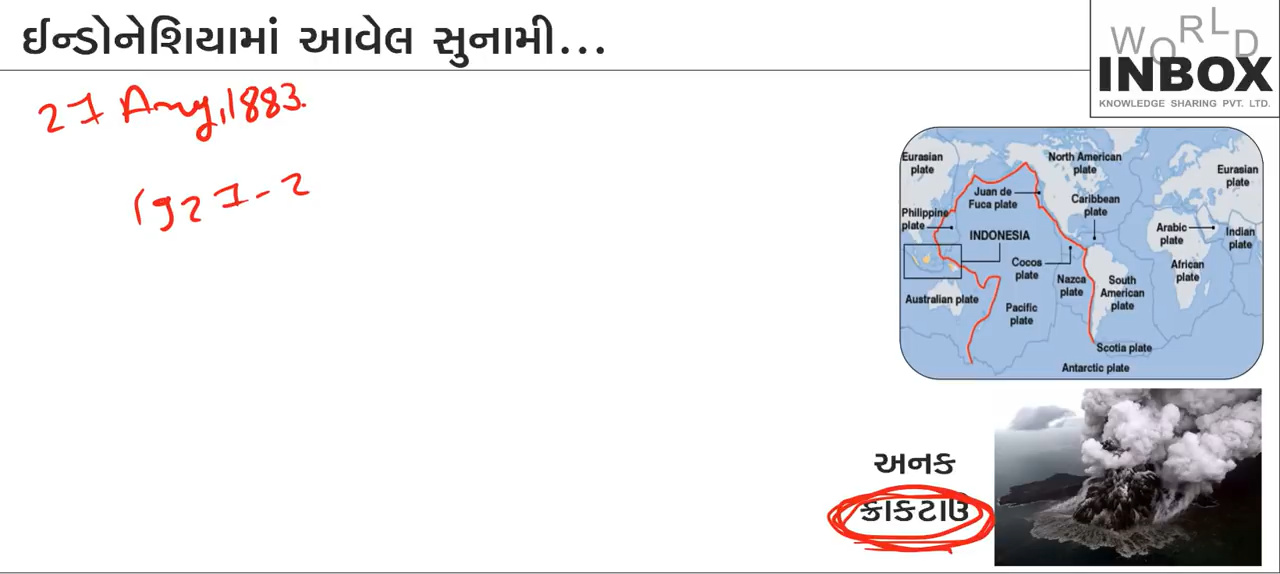 ઈન્ડોનેશિયામાં આવેલ સુનામી...
WORLD
INBOX
KNOWLEDGE SHARING PVT. LTD.
27 Aug, 1883.
1927-2
Eurasian
plate
North American
plate
Eurasian
plate
Juan de
Fuca plate
Caribbean
plate
Philippine
plate
INDONESIA
Arabic
plate
Indian
plate
Cocos
plate
African
plate
Nazca
plate
South
American
plate
Australian plate
Pacific
plate
Scotia plate
Antarctic plate
અનક
ક્રાકટાઉ